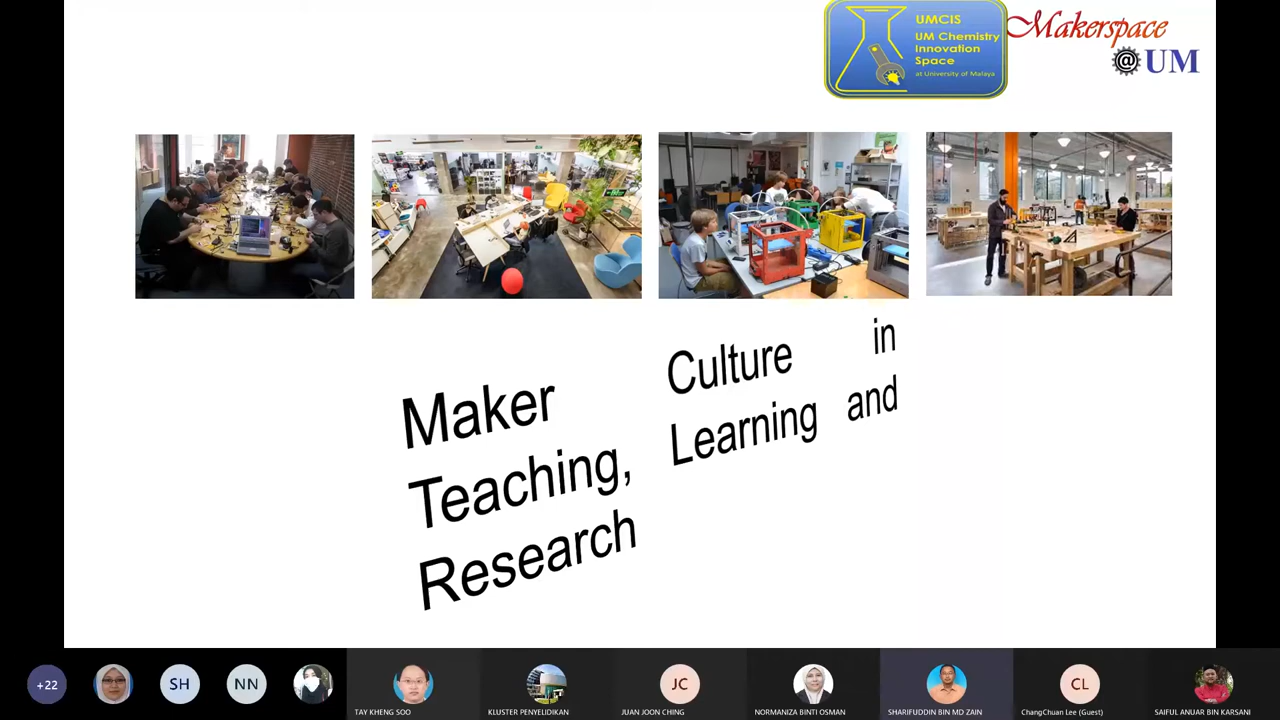 UMCIS
UM Chemistry
Innovation
Space
at University of Malaya
Makerspace
@UM
Maker Culture in
Teaching, Learning and
Research
+22
SH
NN
TAY KHENG SOO
KLUSTER PENYELIDIKAN
JC
JUAN JOON CHING
NORMANIZA BINTI OSMAN
SHARIFUDDIN BIN MD ZAIN
CL
ChangChuan Lee (Guest)
SAIFUL ANUAR BIN KARSANI